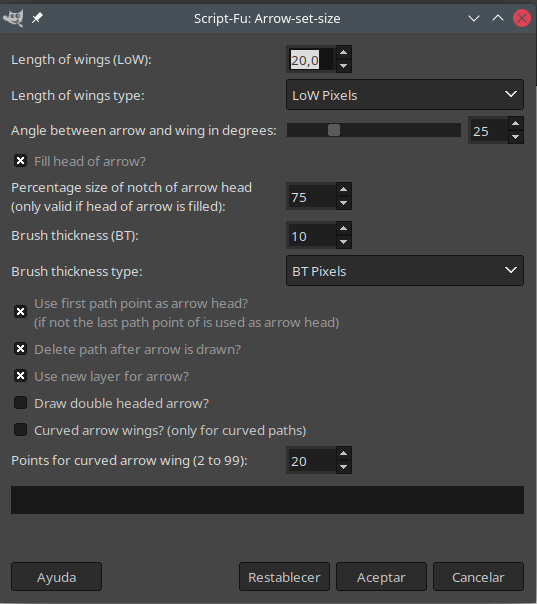 Script-Fu: Arrow-set-size
Length of wings (LoW): 20,0
Length of wings type: LoW Pixels
Angle between arrow and wing in degrees: 25
Fill head of arrow?
Percentage size of notch of arrow head
(only valid if head of arrow is filled): 75
Brush thickness (BT): 10
Brush thickness type: BT Pixels
Use first path point as arrow head?
(if not the last path point of is used as arrow head)
Delete path after arrow is drawn?
Use new layer for arrow?
Draw double headed arrow?
Curved arrow wings? (only for curved paths)
Points for curved arrow wing (2 to 99): 20
Ayuda Restablecer Aceptar Cancelar